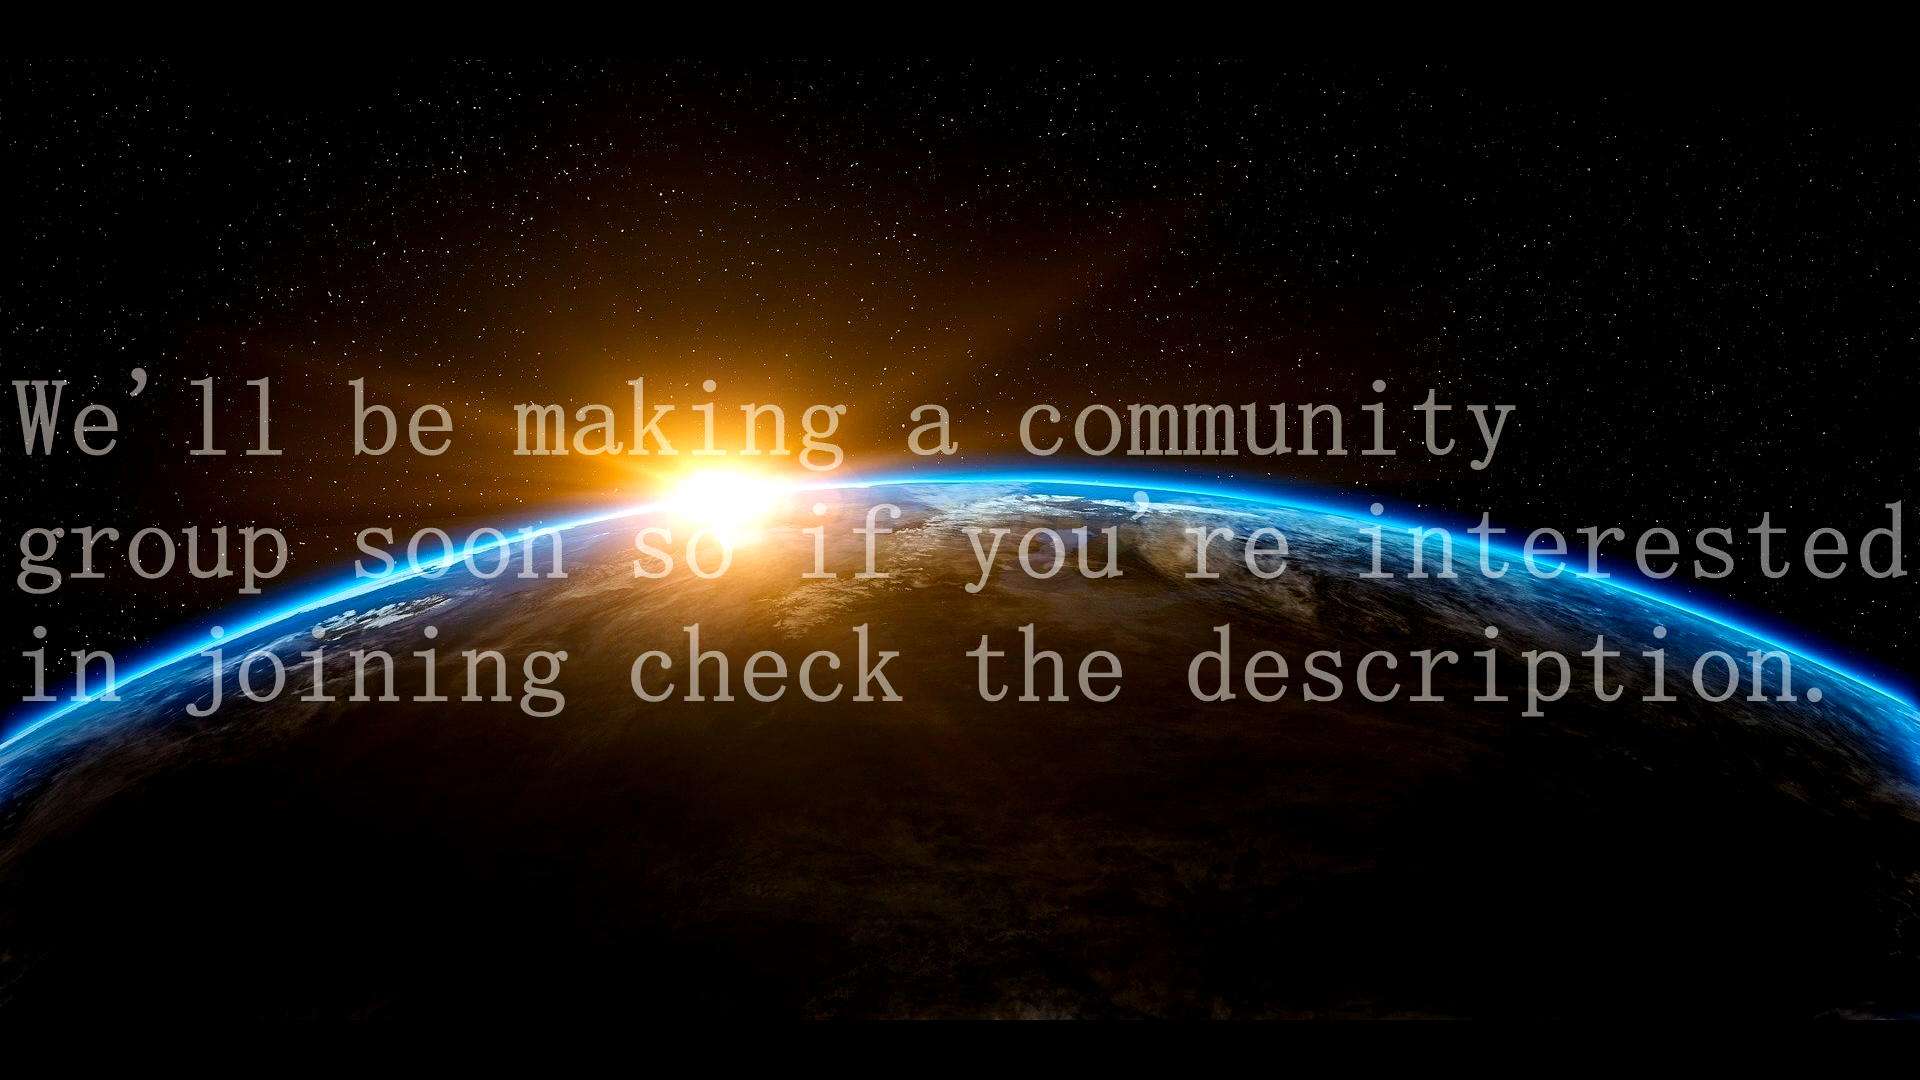 We'll be making a community
group soon so if you're interested
in joining check the description.